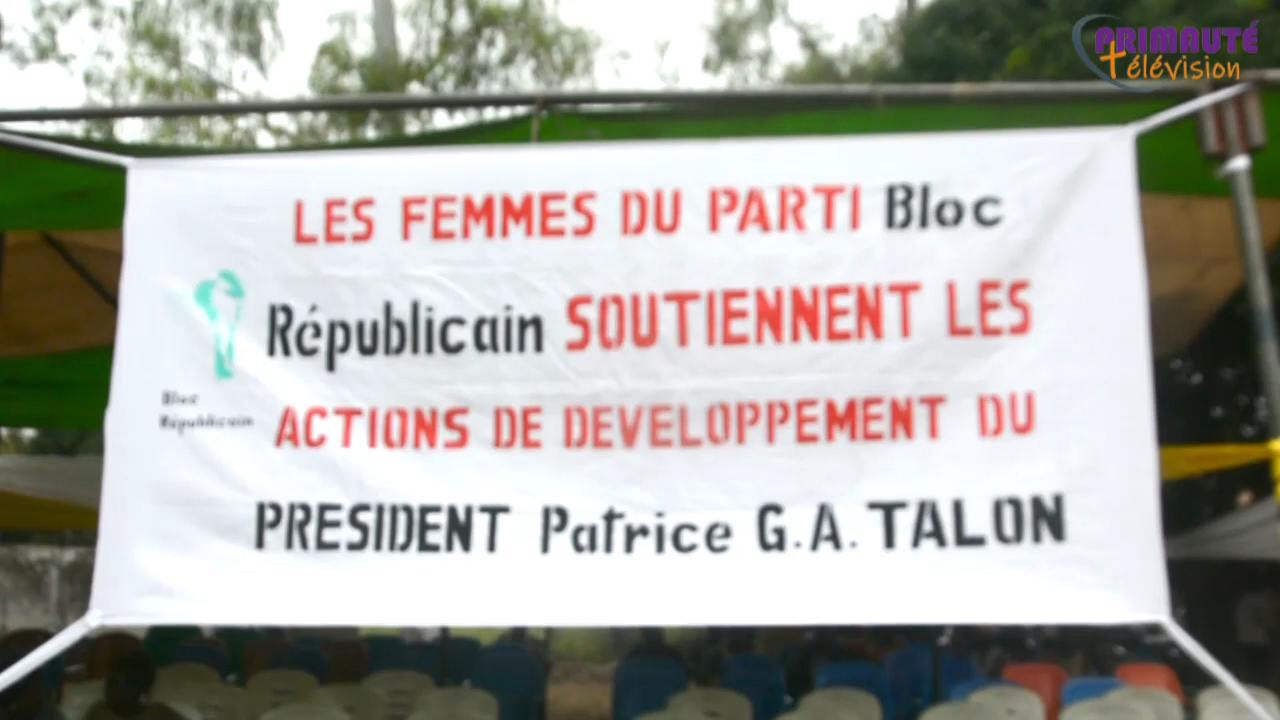 PRIMAUTÉ
Télévision
LES FEMMES DU PARTI Bloc
Républicain SOUTIENNENT LES
Bloc
Républicain
ACTIONS DE DEVELOPPEMENT DU
PRESIDENT Patrice G.A. TALON